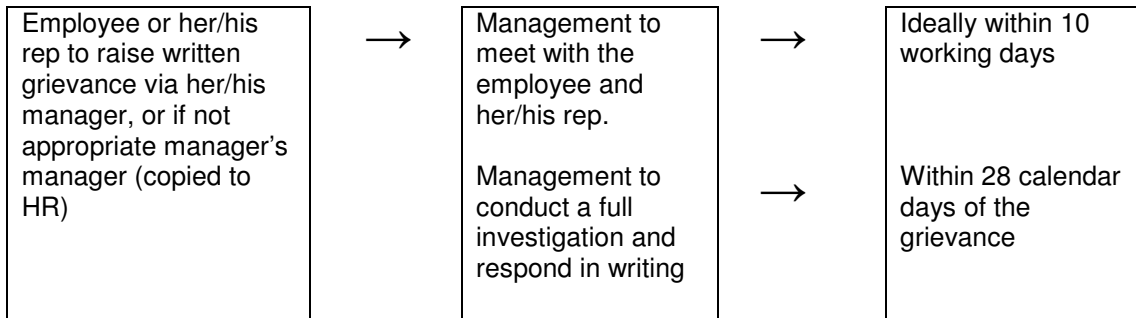 Employee or her/his
rep to raise written
grievance via her/his
manager, or if not
appropriate manager's
manager (copied to
HR)
→
Management to
meet with the
employee and
her/his rep.
→
Ideally within 10
working days
Management to
conduct a full
investigation and
respond in writing
→
Within 28 calendar
days of the
grievance